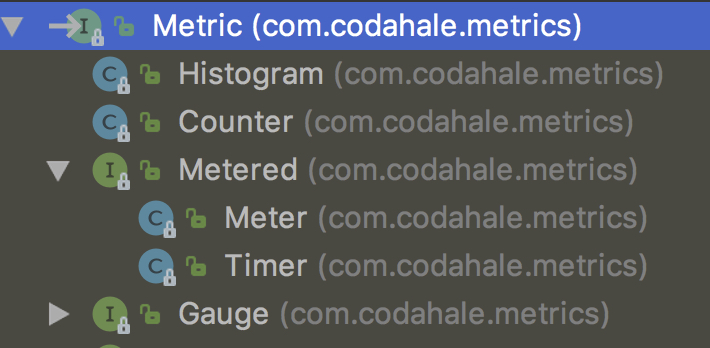 I Metric (com.codahale.metrics)
C Histogram (com.codahale.metrics)
C Counter (com.codahale.metrics)
I Metered (com.codahale.metrics)
C Meter (com.codahale.metrics)
C Timer (com.codahale.metrics)
I Gauge (com.codahale.metrics)